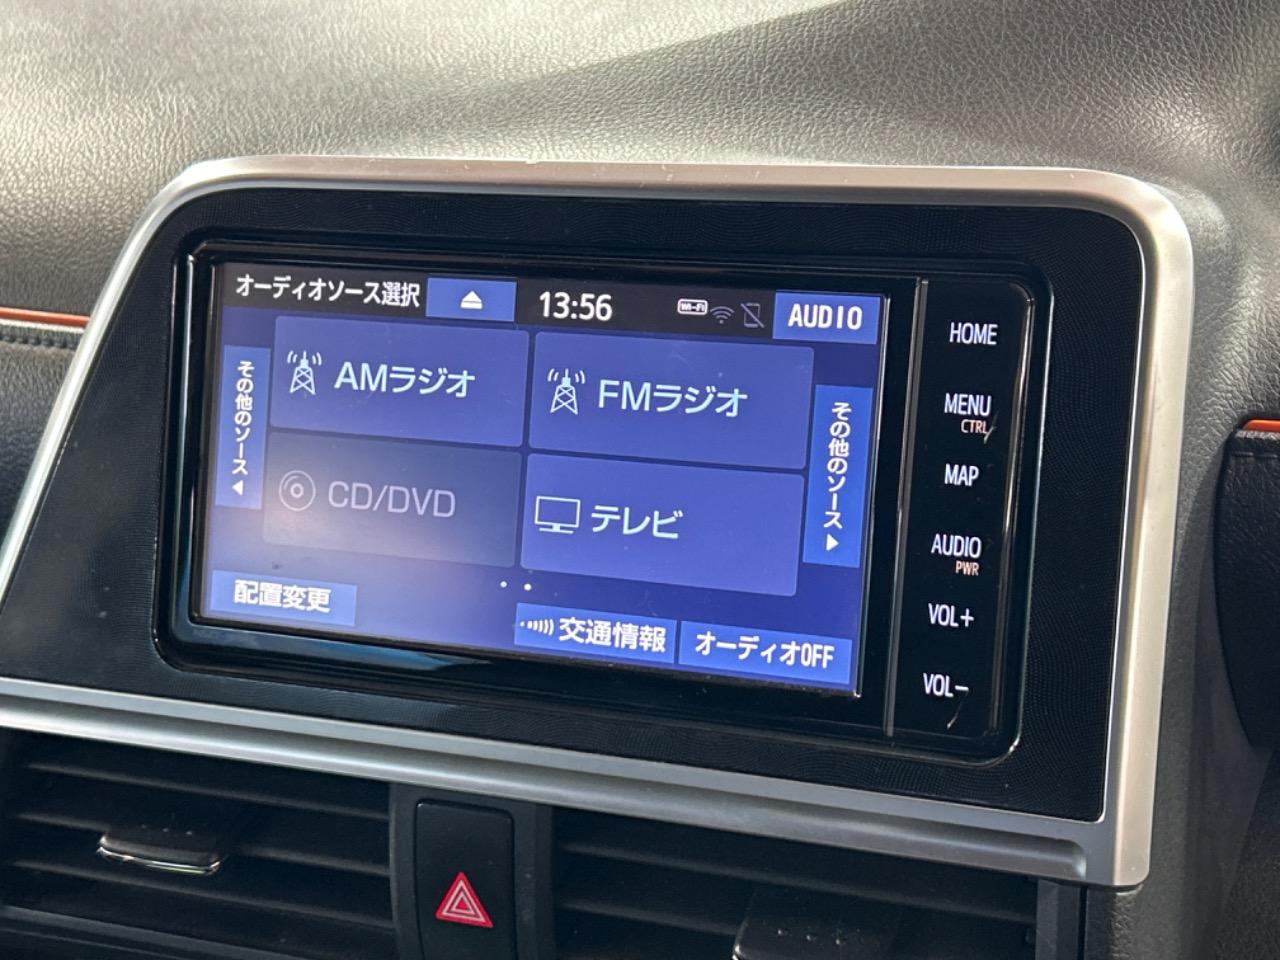 オーディオソース選択
13:56
Wi-Fi
AUDIO
その他のソース◀
AMラジオ
FMラジオ
CD/DVD
テレビ
その他のソース▶
配置変更
交通情報
オーディオOFF
HOME
MENU
CTRL
MAP
AUDIO
PWR
VOL+
VOL−